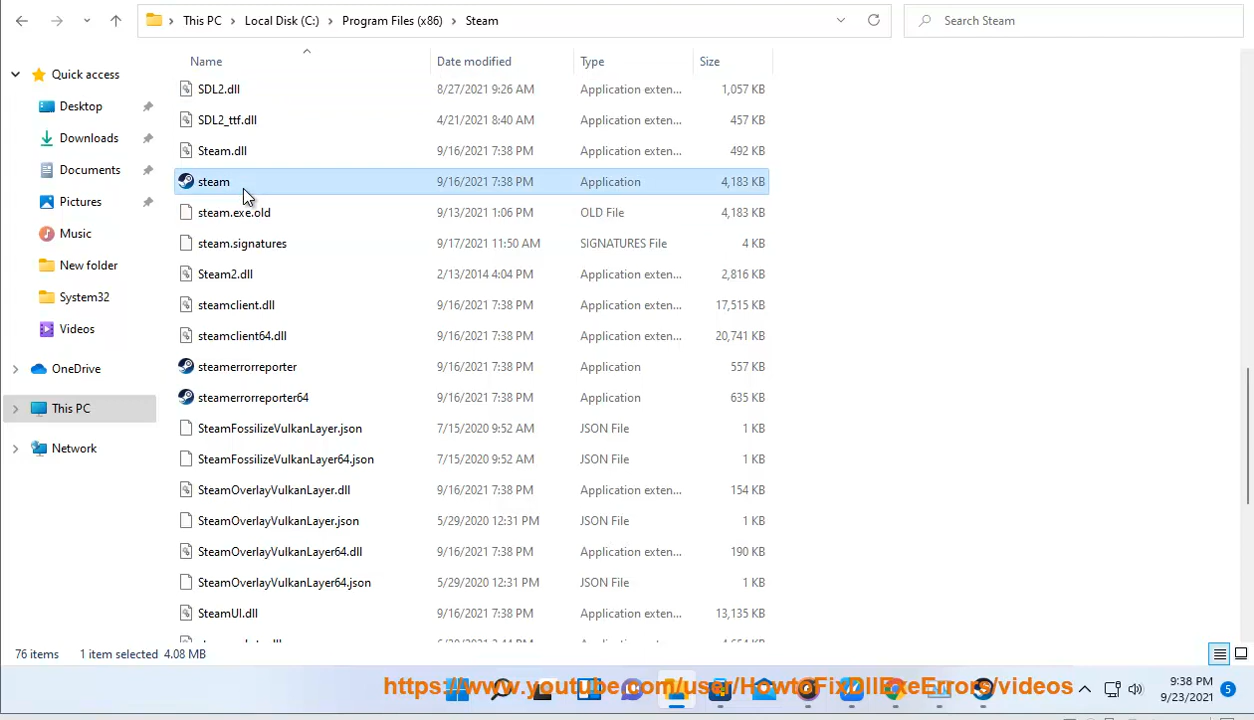 This PC > Local Disk (C:) > Program Files (x86) > Steam
Search Steam
Name Date modified Type Size
Quick access
Desktop
Downloads
Documents
Pictures
Music
New folder
System32
Videos
OneDrive
This PC
Network
SDL2.dll 8/27/2021 9:26 AM Application exten... 1,057 KB
SDL2_ttf.dll 4/21/2021 8:40 AM Application exten... 457 KB
Steam.dll 9/16/2021 7:38 PM Application exten... 492 KB
steam 9/16/2021 7:38 PM Application 4,183 KB
steam.exe.old 9/13/2021 1:06 PM OLD File 4,183 KB
steam.signatures 9/17/2021 11:50 AM SIGNATURES File 4 KB
Steam2.dll 2/13/2014 4:04 PM Application exten... 2,816 KB
steamclient.dll 9/16/2021 7:38 PM Application exten... 17,515 KB
steamclient64.dll 9/16/2021 7:38 PM Application exten... 20,741 KB
steamerrorreporter 9/16/2021 7:38 PM Application 557 KB
steamerrorreporter64 9/16/2021 7:38 PM Application 635 KB
SteamFossilizeVulkanLayer.json 7/15/2020 9:52 AM JSON File 1 KB
SteamFossilizeVulkanLayer64.json 7/15/2020 9:52 AM JSON File 1 KB
SteamOverlayVulkanLayer.dll 9/16/2021 7:38 PM Application exten... 154 KB
SteamOverlayVulkanLayer.json 5/29/2020 12:31 PM JSON File 1 KB
SteamOverlayVulkanLayer64.dll 9/16/2021 7:38 PM Application exten... 190 KB
SteamOverlayVulkanLayer64.json 5/29/2020 12:31 PM JSON File 1 KB
SteamUI.dll 9/16/2021 7:38 PM Application exten... 13,135 KB
76 items 1 item selected 4.08 MB
https://www.youtube.com/user/HowtoFixDllExeErrors/videos
9:38 PM
9/23/2021
5